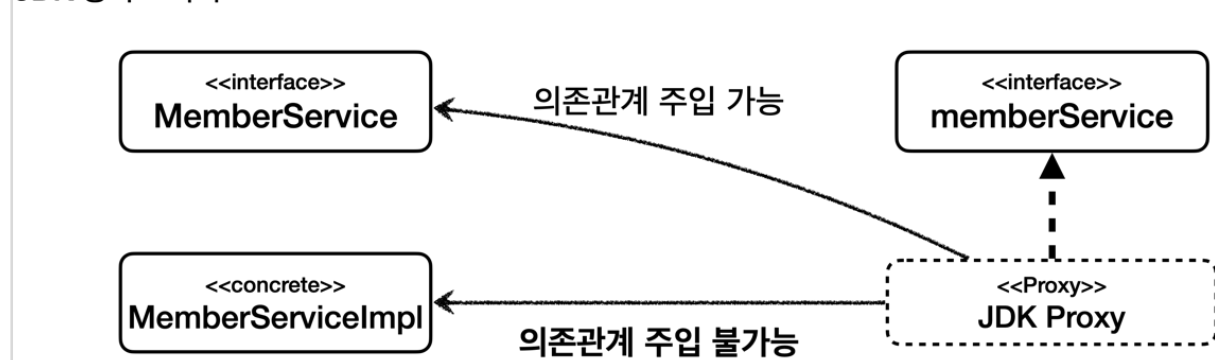 <<interface>>
MemberService
의존관계 주입 가능
<<interface>>
memberService
<<concrete>>
MemberServiceImpl
의존관계 주입 불가능
<<Proxy>>
JDK Proxy